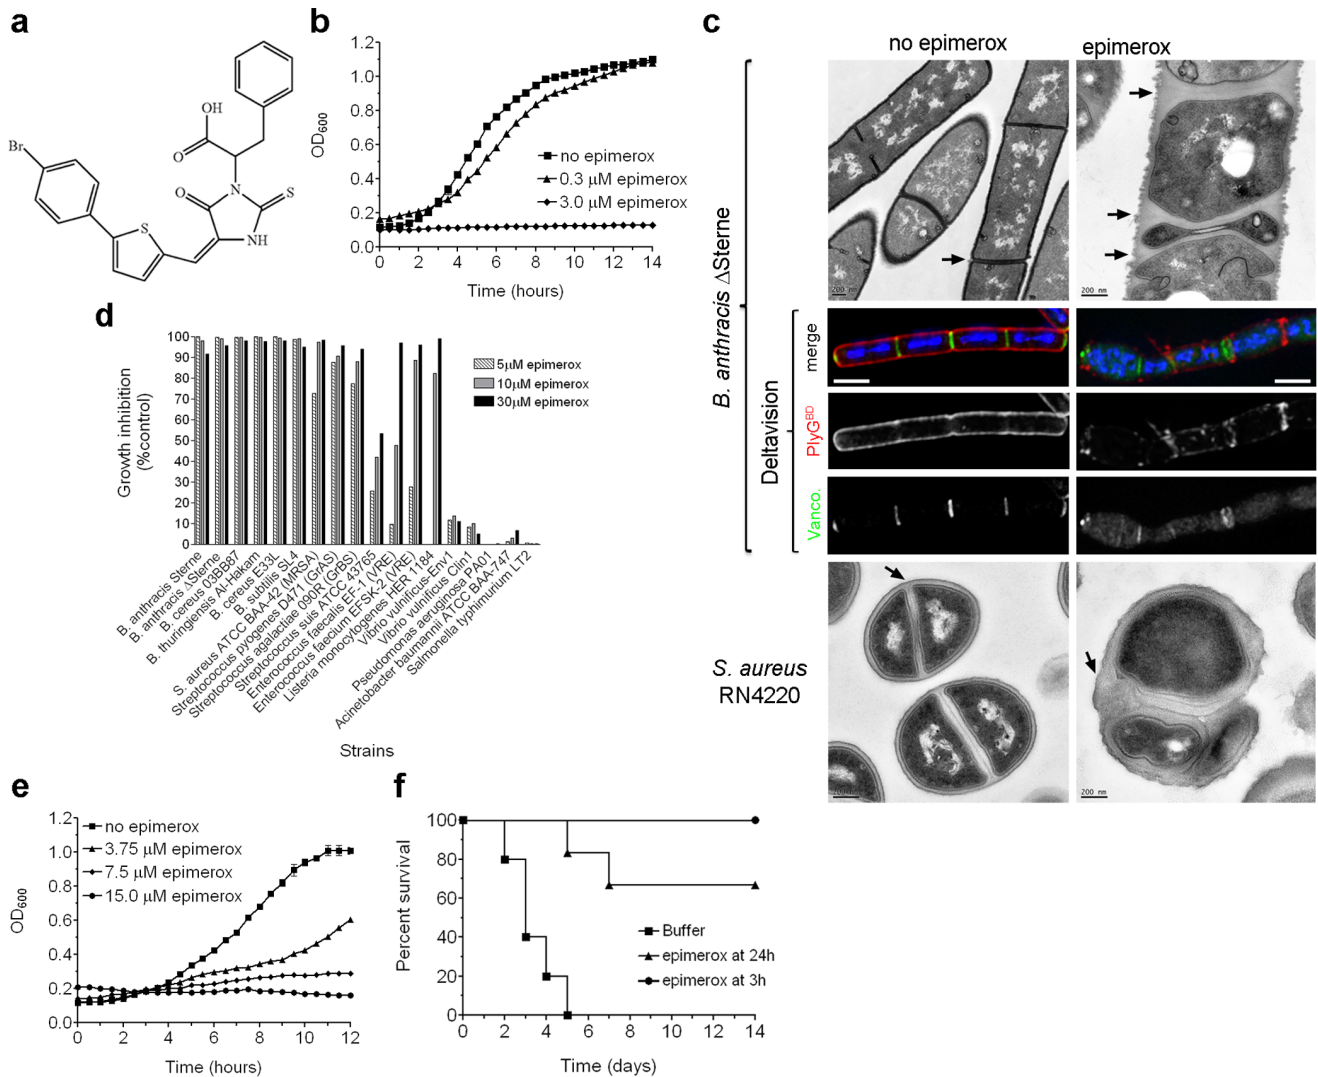 a
OH
O
Br
S
O
N
S
NH
b
OD600
1.2
1.0
0.8
0.6
0.4
0.2
0.0
no epimerox
0.3 µM epimerox
3.0 µM epimerox
0 2 4 6 8 10 12 14
Time (hours)
c
no epimerox
epimerox
B. anthracis ΔSterne
200 nm
200 nm
Deltavision
merge
PlyGBD
Vanco.
S. aureus
RN4220
200 nm
200 nm
d
Growth inhibition
(%control)
100
90
80
70
60
50
40
30
20
10
0
5µM epimerox
10µM epimerox
30µM epimerox
B. anthracis Sterne
B. anthracis ΔSterne
B. cereus 03BB87
B. thuringiensis Al-Hakam
B. cereus E33L
B. subtilis SL4
S. aureus ATCC BAA-42 (MRSA)
Streptococcus pyogenes D471 (GrAS)
Streptococcus agalactiae 090R (GrBS)
Streptococcus suis ATCC 43765
Enterococcus faecalis EF-1 (VRE)
Enterococcus faecium EFSK-2 (VRE)
Listeria monocytogenes HER 1184
Vibrio vulnificus-Env1
Vibrio vulnificus Clin1
Pseudomonas aeruginosa PA01
Acinetobacter baumannii ATCC BAA-747
Salmonella typhimurium LT2
Strains
e
OD600
1.2
1.0
0.8
0.6
0.4
0.2
0.0
no epimerox
3.75 µM epimerox
7.5 µM epimerox
15.0 µM epimerox
0 2 4 6 8 10 12
Time (hours)
f
Percent survival
100
80
60
40
20
0
Buffer
epimerox at 24h
epimerox at 3h
0 2 4 6 8 10 12 14
Time (days)